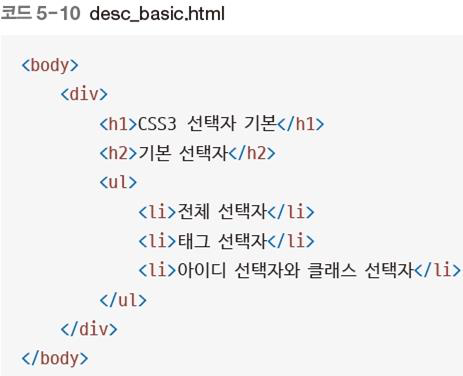 코드 5-10 desc_basic.html
<body>
<div>
<h1>CSS3 선택자 기본</h1>
<h2>기본 선택자</h2>
<ul>
<li>전체 선택자</li>
<li>태그 선택자</li>
<li>아이디 선택자와 클래스 선택자</li>
</ul>
</div>
</body>